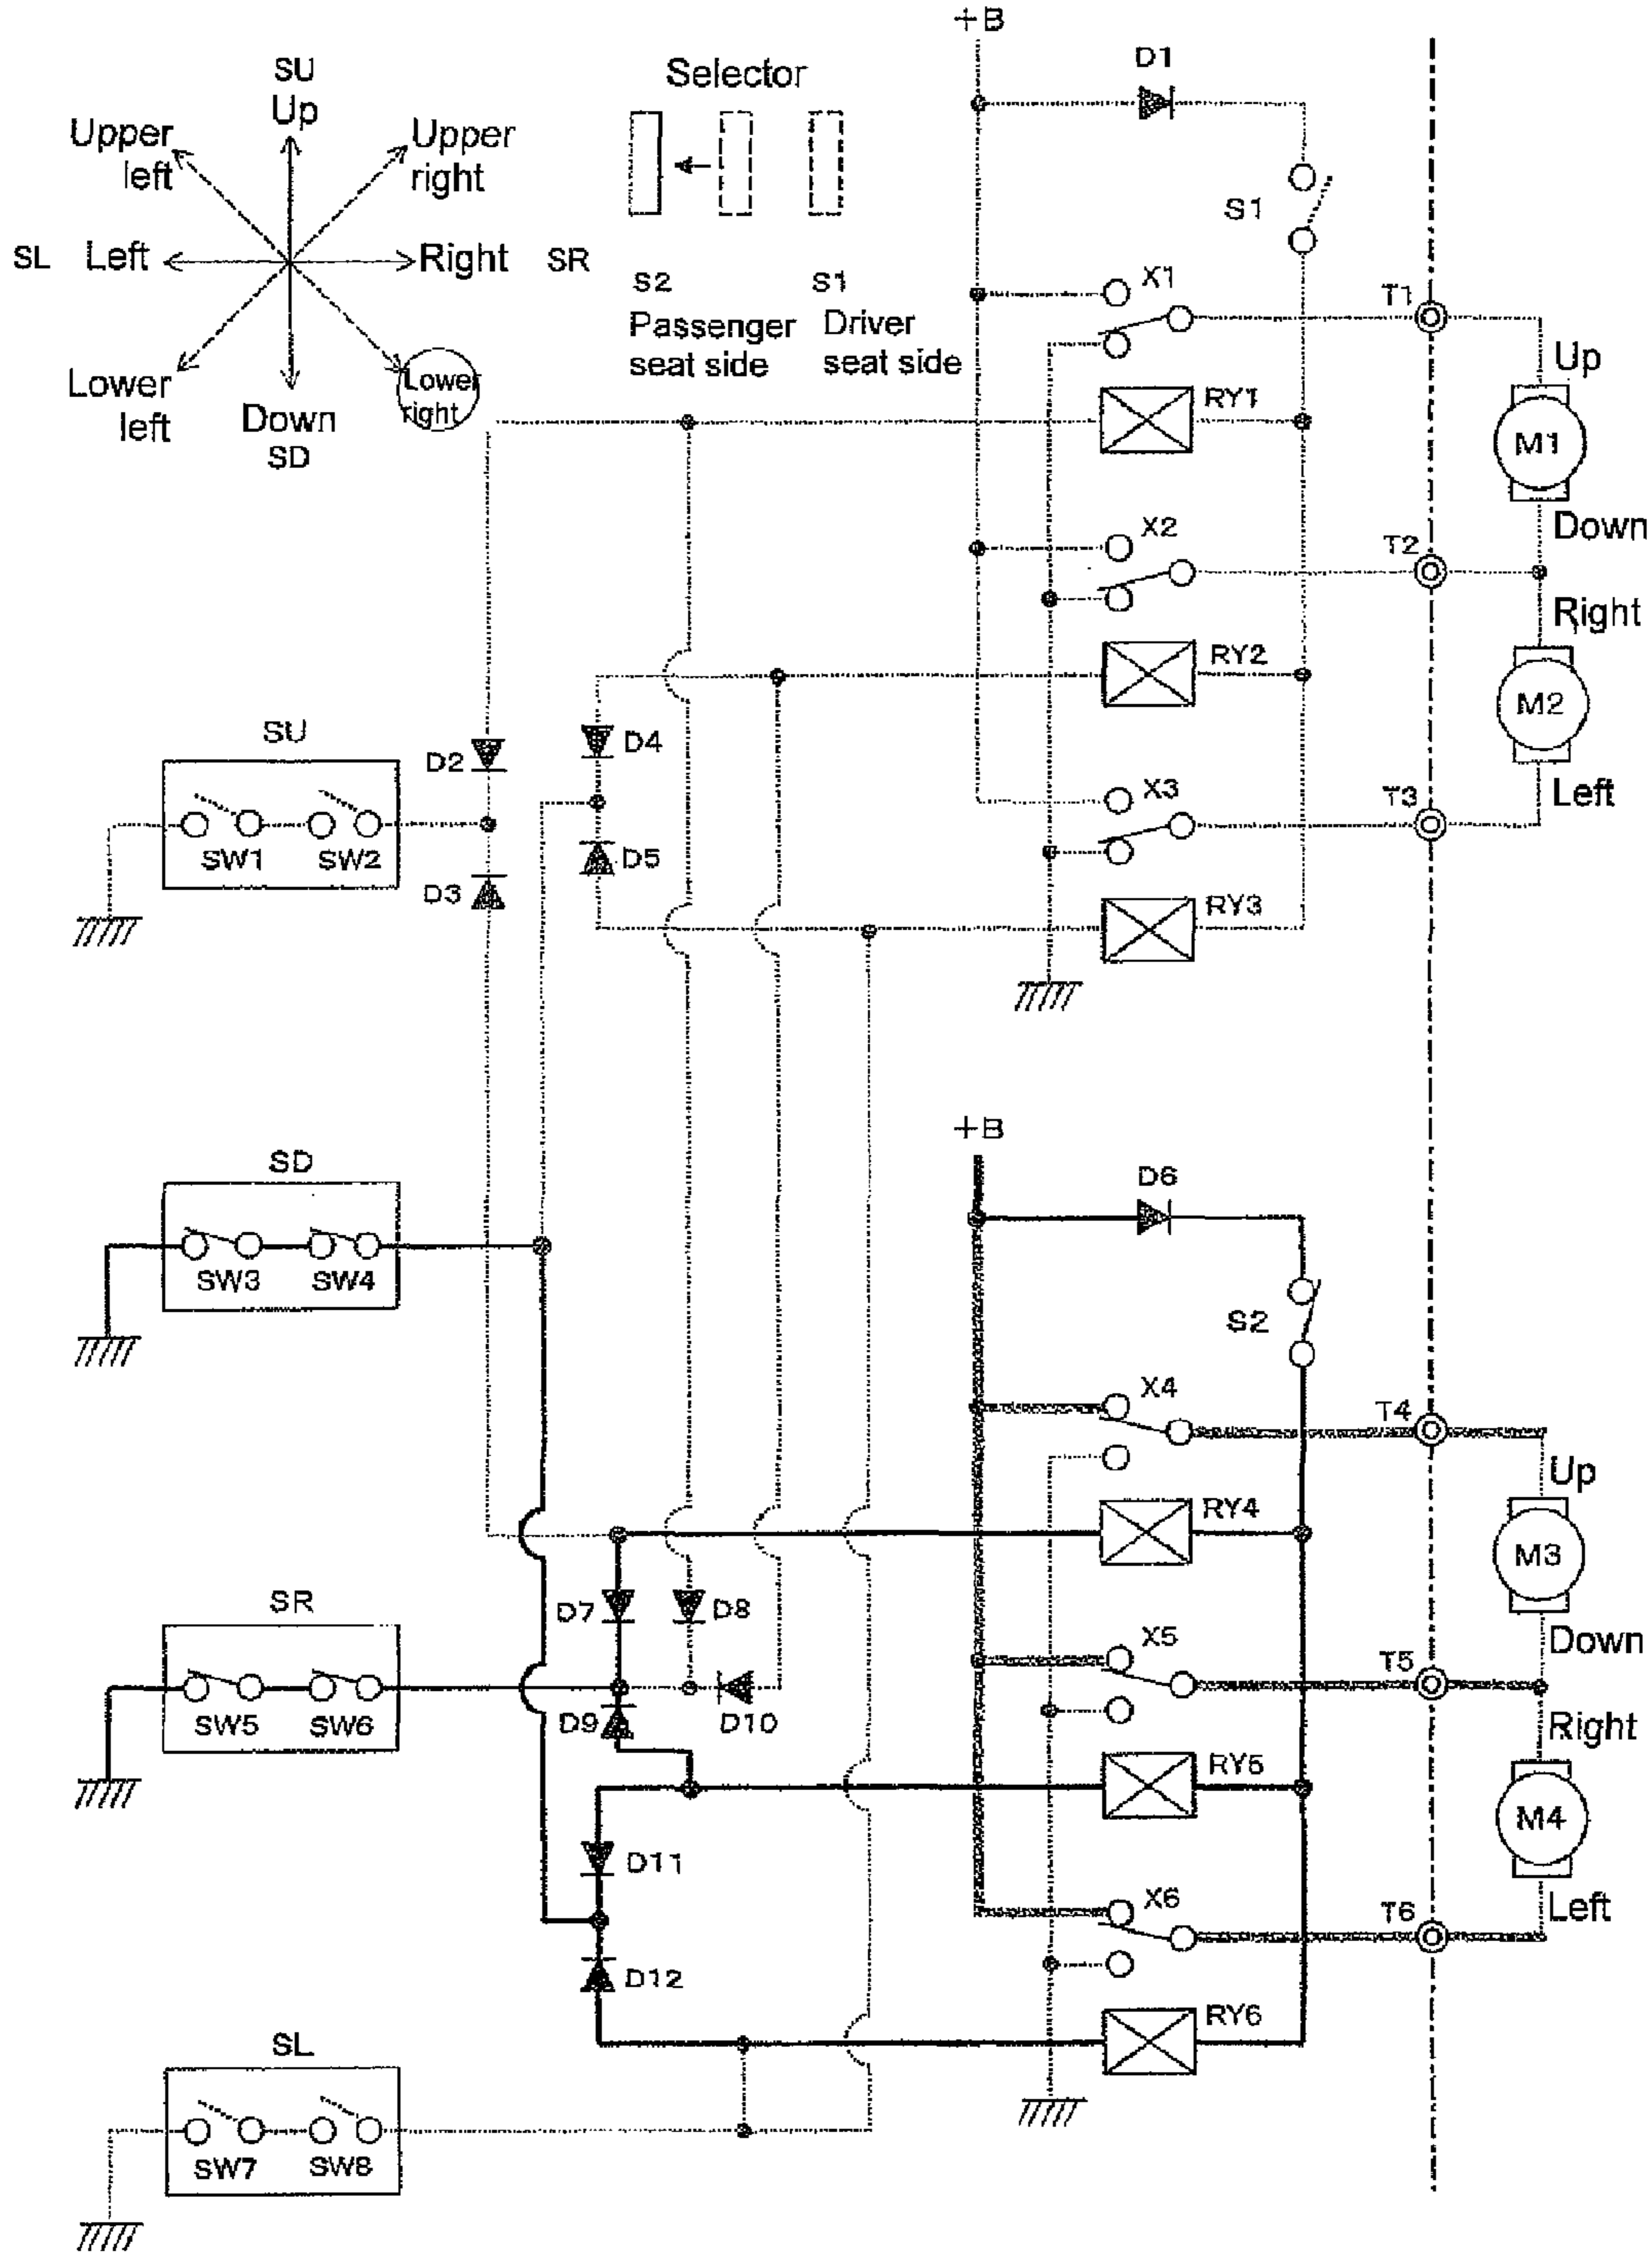 +B
D1
SU
Up
Upper
left
Upper
right
SL Left
Right SR
Lower
left
Down
SD
Lower
right
Selector
S2
Passenger
seat side
S1
Driver
seat side
S1
X1
T1
Up
RY1
M1
Down
X2
T2
Right
RY2
M2
SU
D2
D4
X3
T3
Left
SW1 SW2
D3
D5
RY3
+B
D6
SD
SW3 SW4
S2
X4
T4
Up
RY4
M3
SR
D7
D8
X5
T5
Down
SW5 SW6
D9
D10
Right
RY5
M4
D11
X6
T6
Left
D12
RY6
SL
SW7 SW8